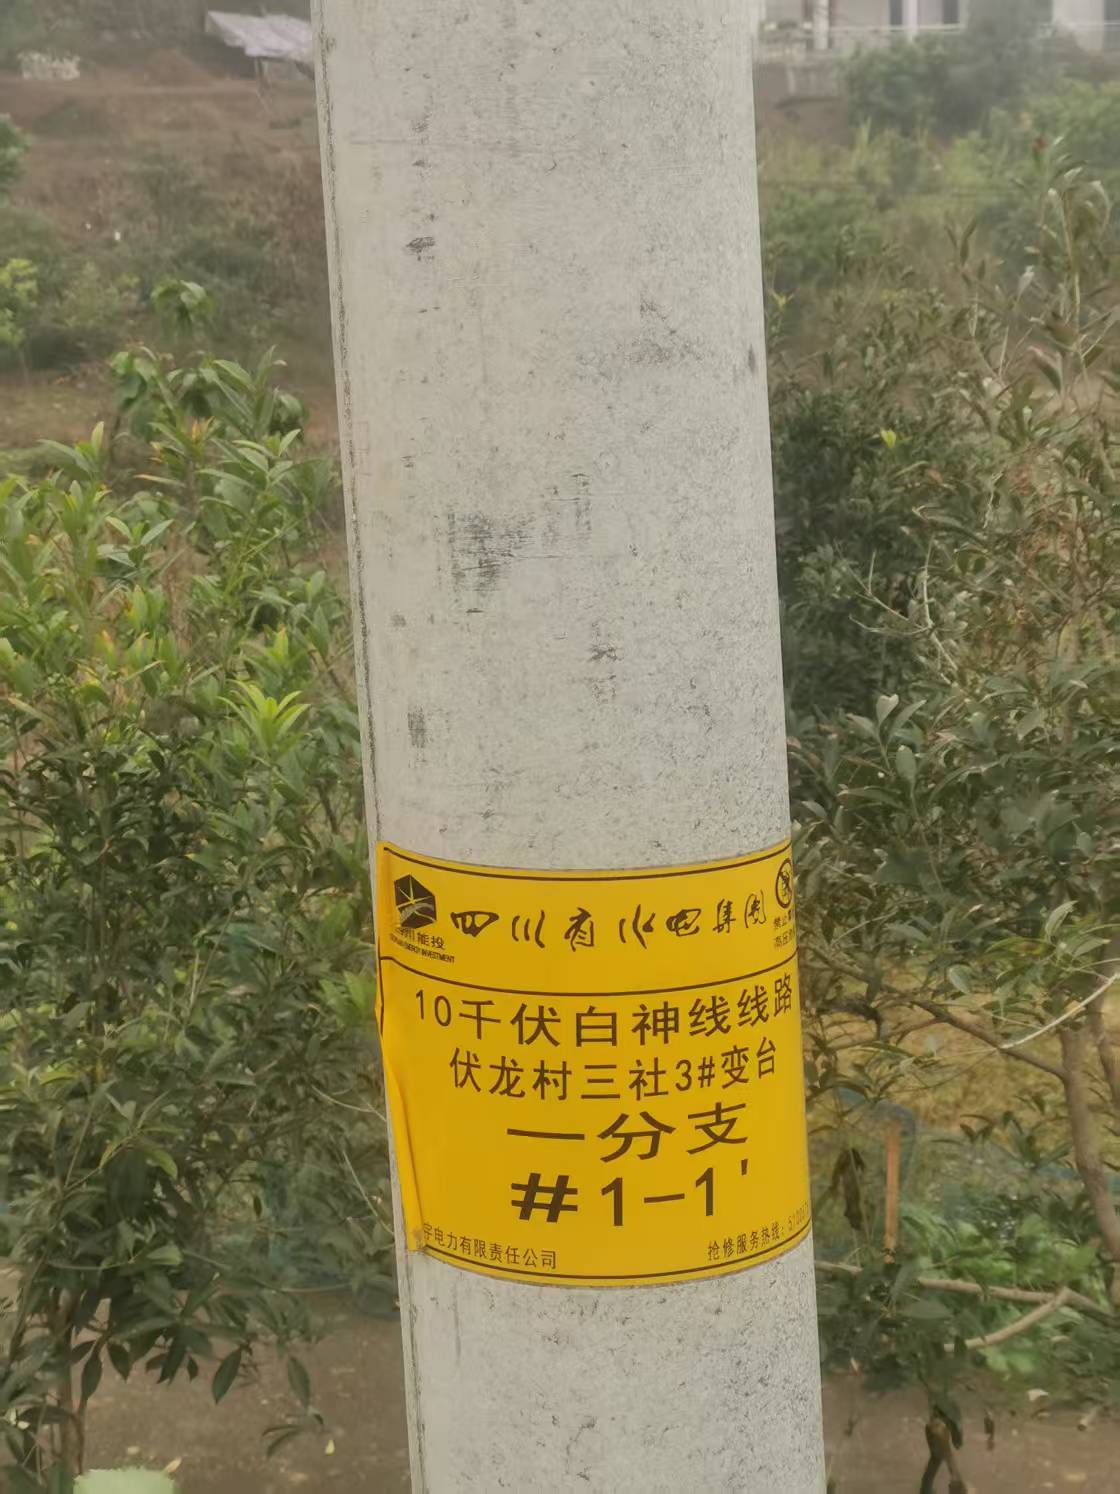 四川省水电集团
川能投
ENERGY INVESTMENT
10千伏白神线线路
伏龙村三社3#变台
一分支
#1-1'
宇电力有限责任公司
抢修服务热线：